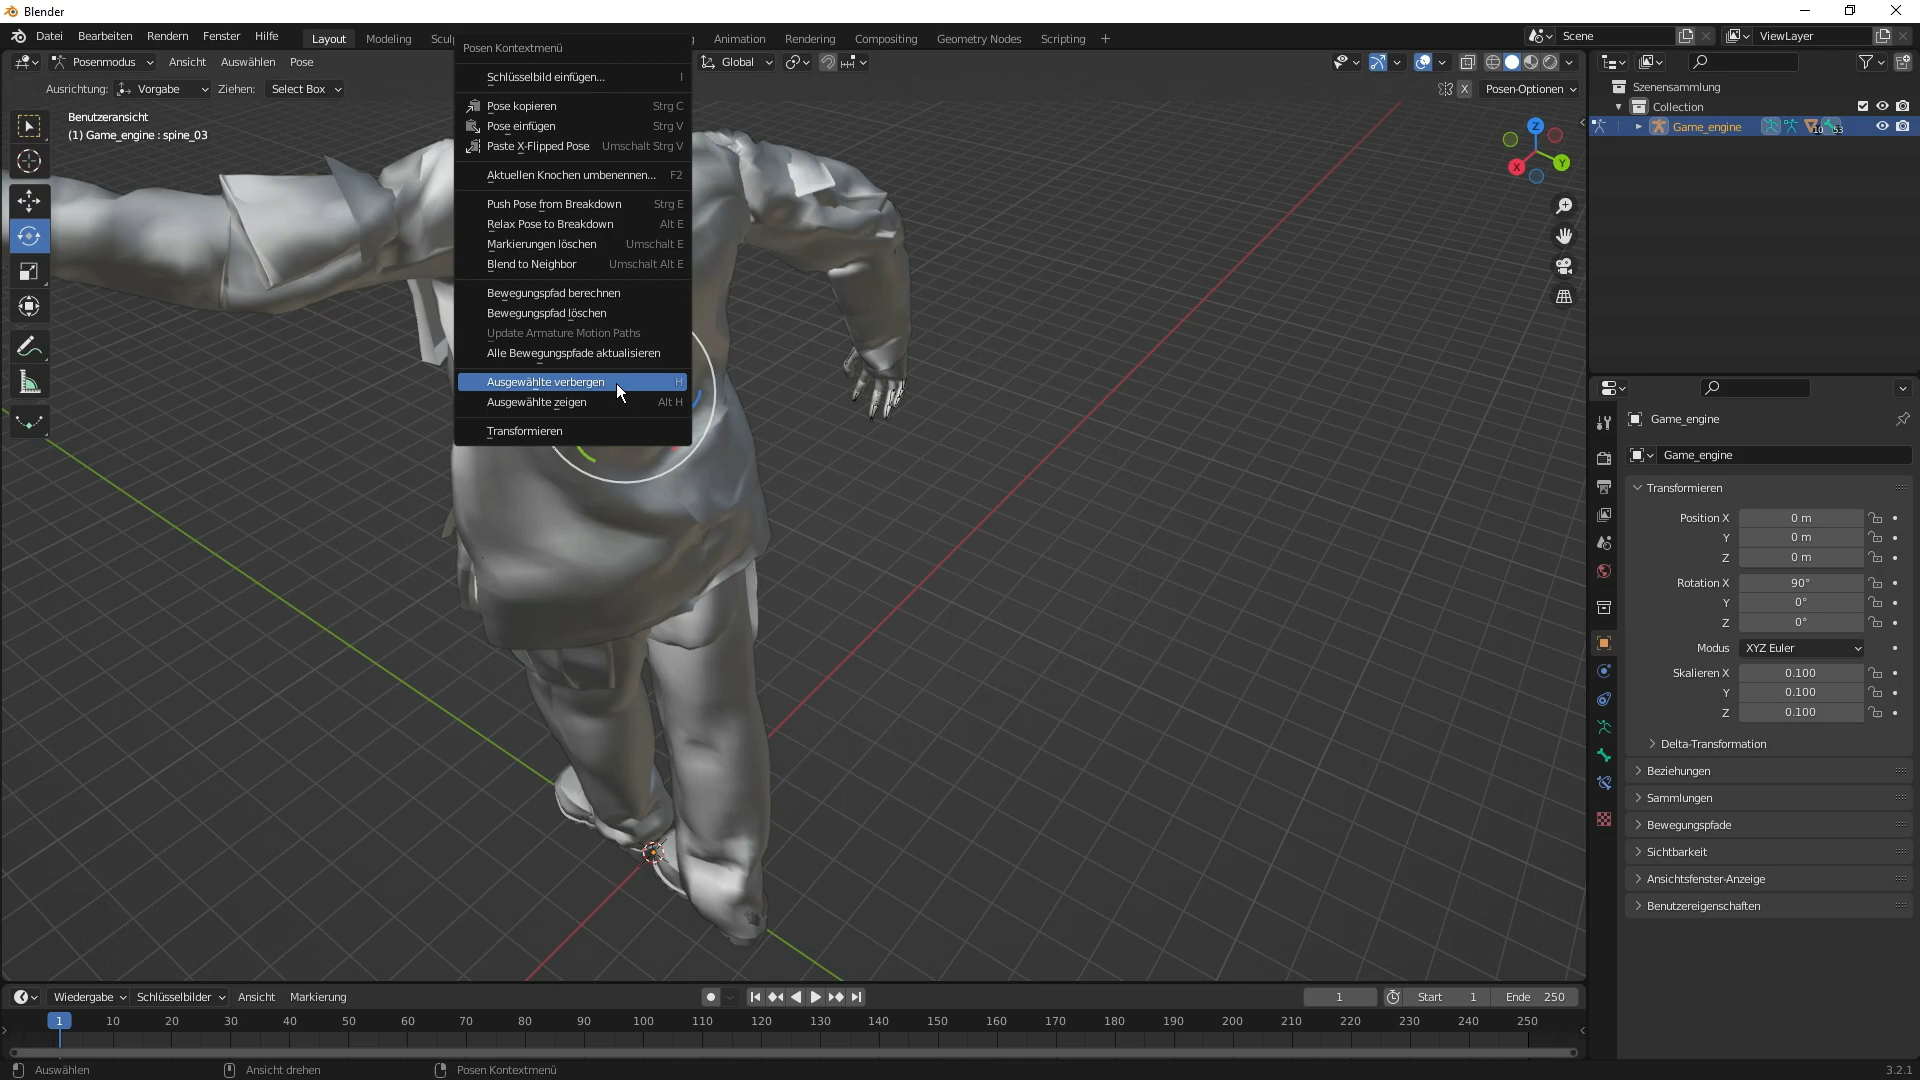 Blender
Datei Bearbeiten Rendern Fenster Hilfe Layout Modeling Animation Rendering Compositing Geometry Nodes Scripting + Scene ViewLayer
Posenmodus Ansicht Auswählen Pose Global
Ausrichtung: Vorgabe Ziehen: Select Box X Posen-Optionen
Benutzeransicht
(1) Game_engine : spine_03
Posen Kontextmenü
Schlüsselbild einfügen... I
Pose kopieren Strg C
Pose einfügen Strg V
Paste X-Flipped Pose Umschalt Strg V
Aktuellen Knochen umbenennen... F2
Push Pose from Breakdown Strg E
Relax Pose to Breakdown Alt E
Markierungen löschen Umschalt E
Blend to Neighbor Umschalt Alt E
Bewegungspfad berechnen
Bewegungspfad löschen
Update Armature Motion Paths
Alle Bewegungspfade aktualisieren
Ausgewählte verbergen H
Ausgewählte zeigen Alt H
Transformieren
Z
Y
X
Szenensammlung
Collection
Game_engine 10 53
Game_engine
Game_engine
Transformieren
Position X 0 m
Y 0 m
Z 0 m
Rotation X 90°
Y 0°
Z 0°
Modus XYZ Euler
Skalieren X 0.100
Y 0.100
Z 0.100
Delta-Transformation
Beziehungen
Sammlungen
Bewegungspfade
Sichtbarkeit
Ansichtsfenster-Anzeige
Benutzereigenschaften
Wiedergabe Schlüsselbilder Ansicht Markierung 1 Start 1 Ende 250
1 10 20 30 40 50 60 70 80 90 100 110 120 130 140 150 160 170 180 190 200 210 220 230 240 250
Auswählen Ansicht drehen Posen Kontextmenü 3.2.1